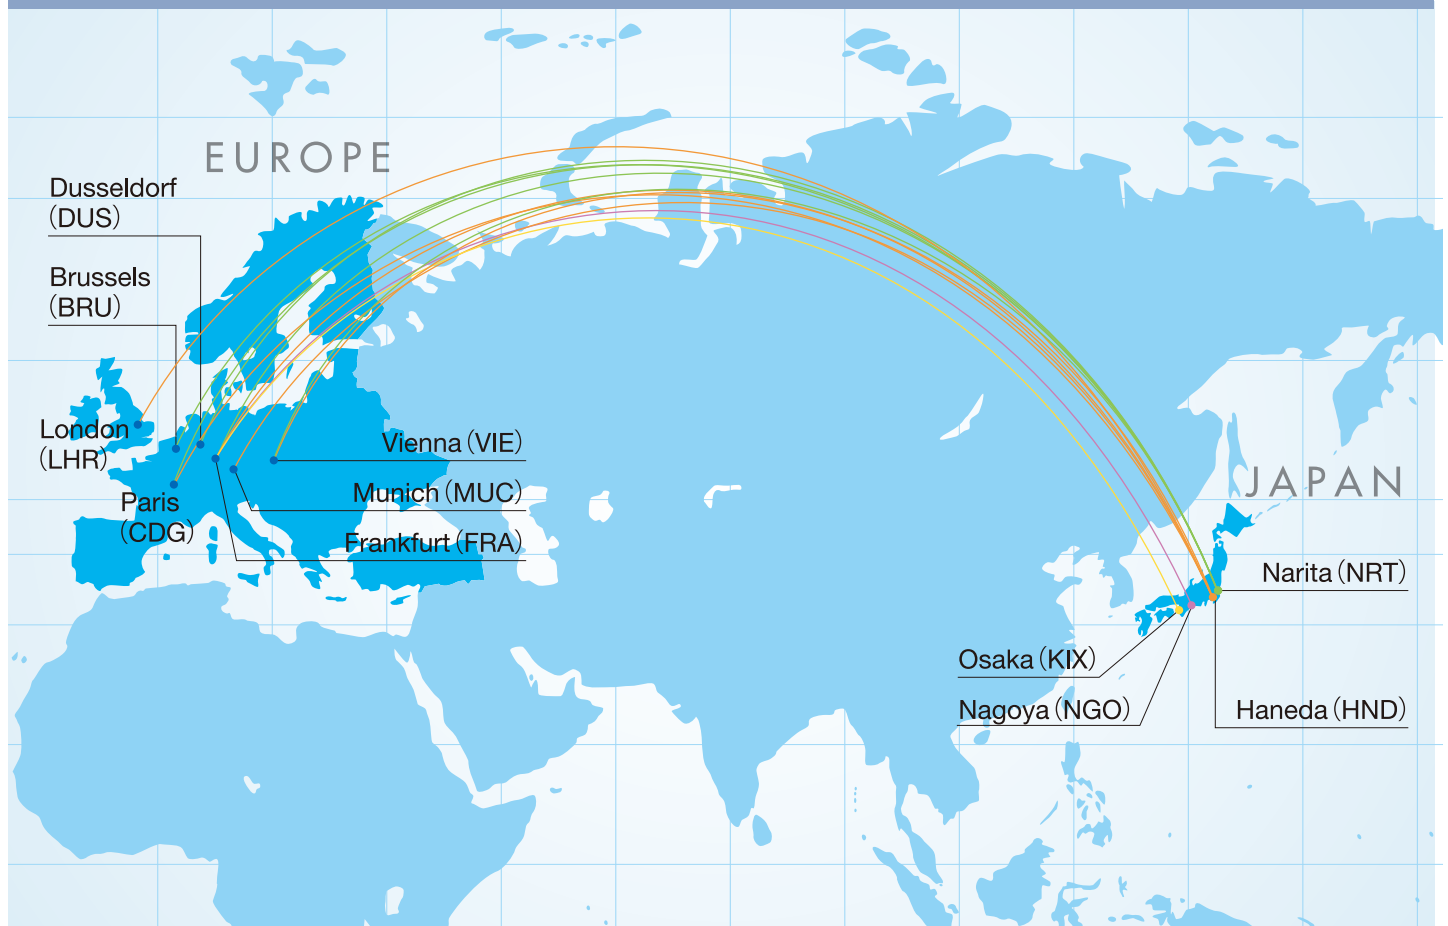 EUROPE
Dusseldorf
(DUS)
Brussels
(BRU)
London
(LHR)
Paris
(CDG)
Vienna (VIE)
Munich (MUC)
Frankfurt (FRA)
JAPAN
Narita (NRT)
Osaka (KIX)
Nagoya (NGO)
Haneda (HND)